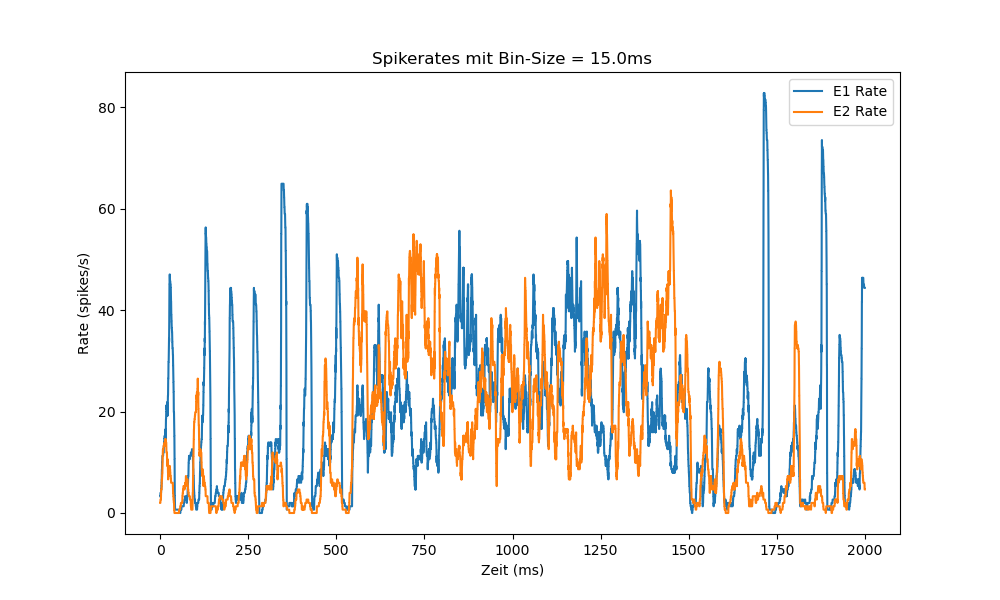 Spikerates mit Bin-Size = 15.0ms
E1 Rate
E2 Rate
Rate (spikes/s)
80
60
40
20
0
0 250 500 750 1000 1250 1500 1750 2000
Zeit (ms)